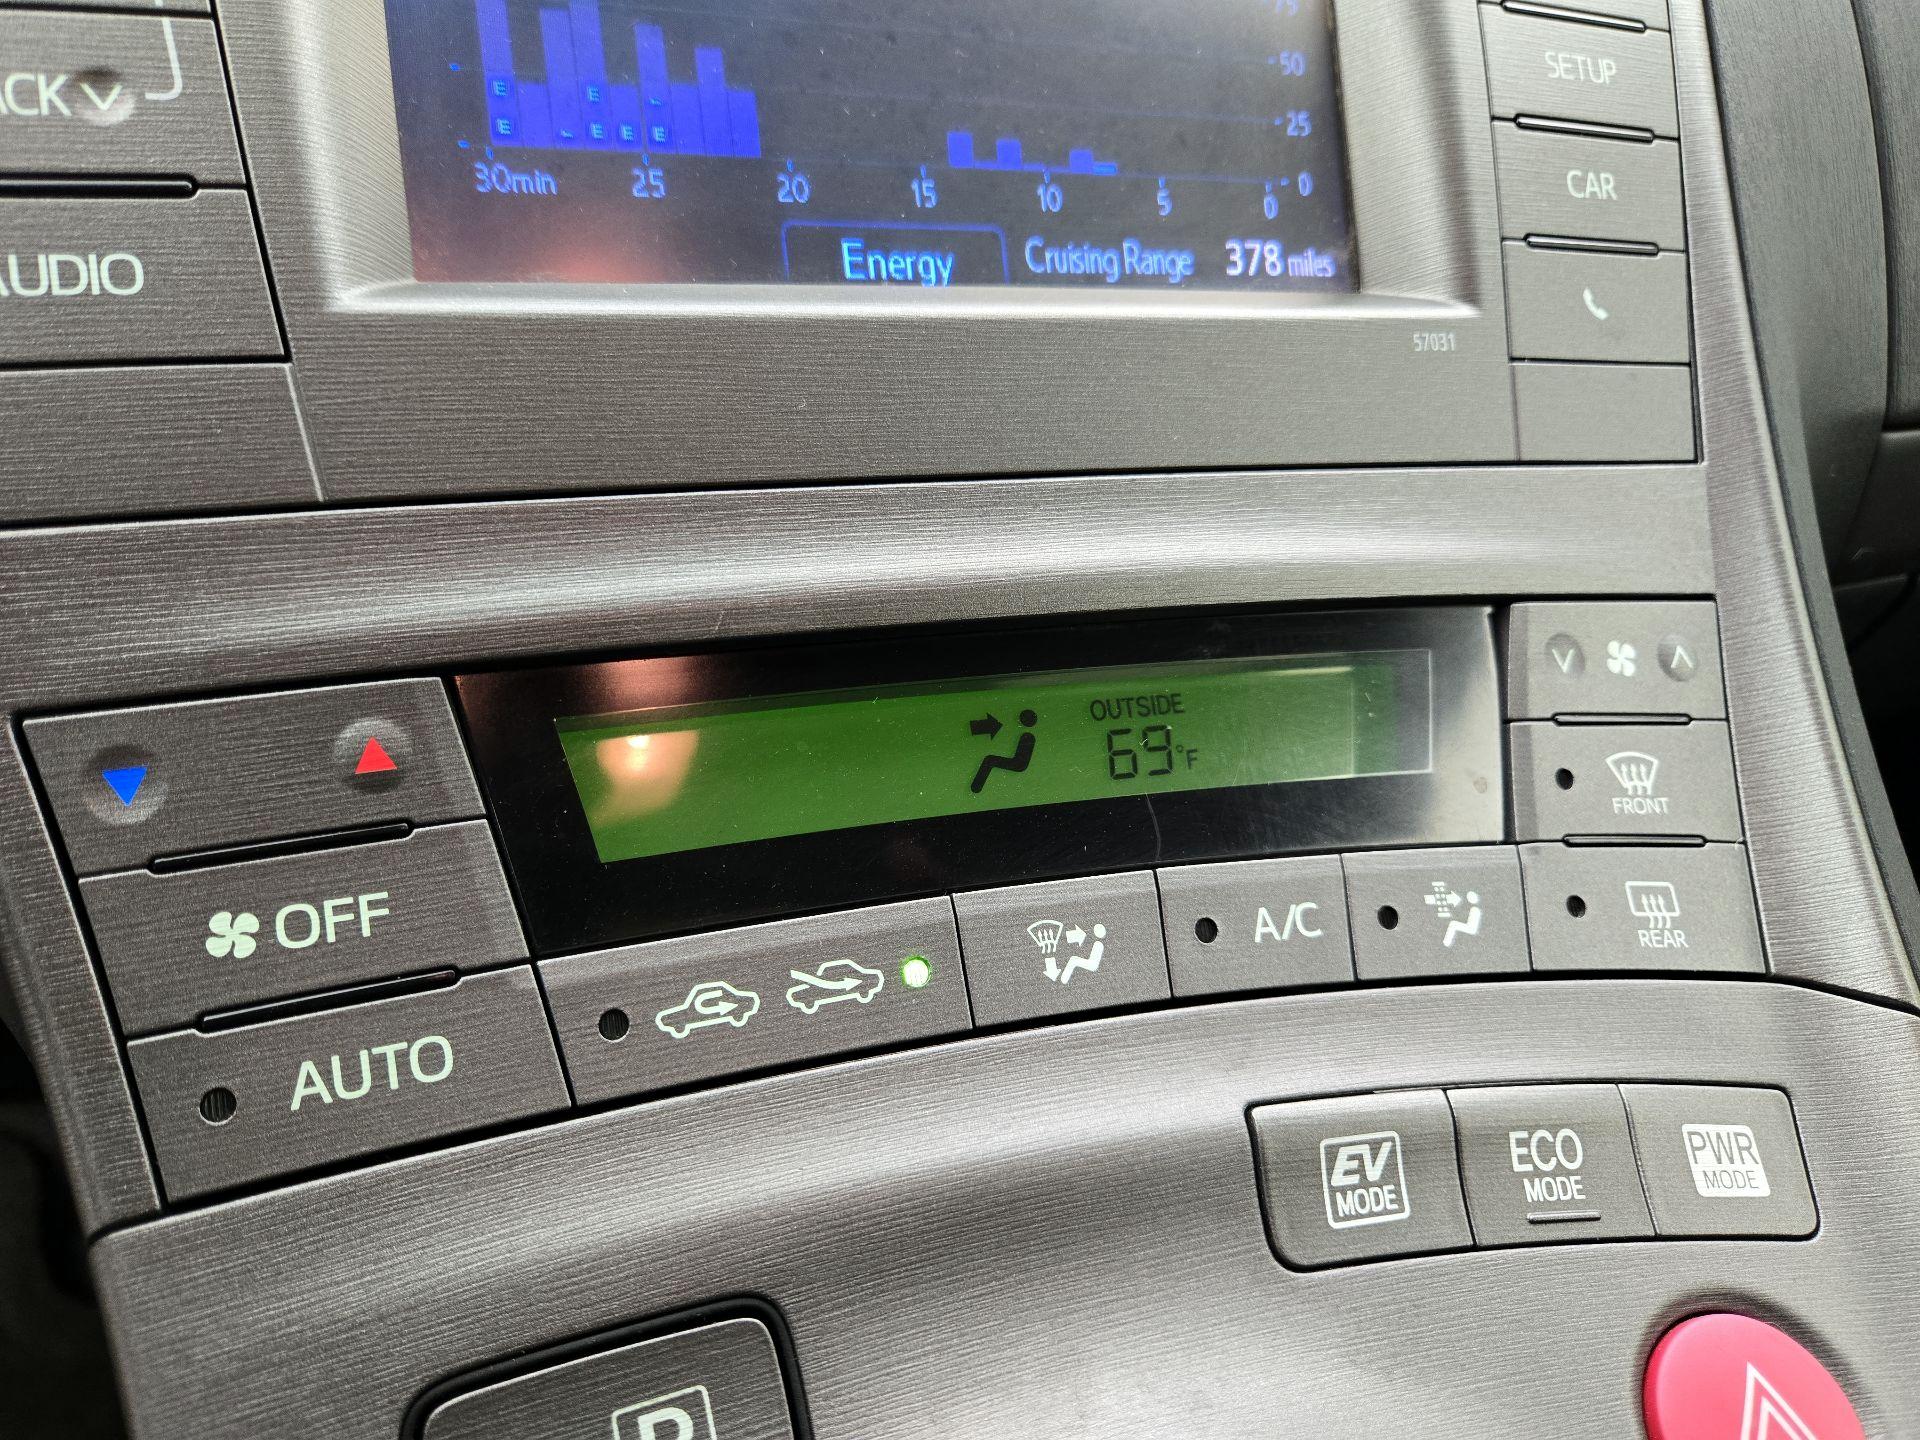 75
50
25
0
E E
E E E E
30min 25 20 15 10 5 0
Energy Cruising Range 378 miles
57031
AUDIO
SETUP
CAR
OUTSIDE
69°F
OFF
AUTO
A/C
FRONT
REAR
EV
MODE
ECO
MODE
PWR
MODE
P